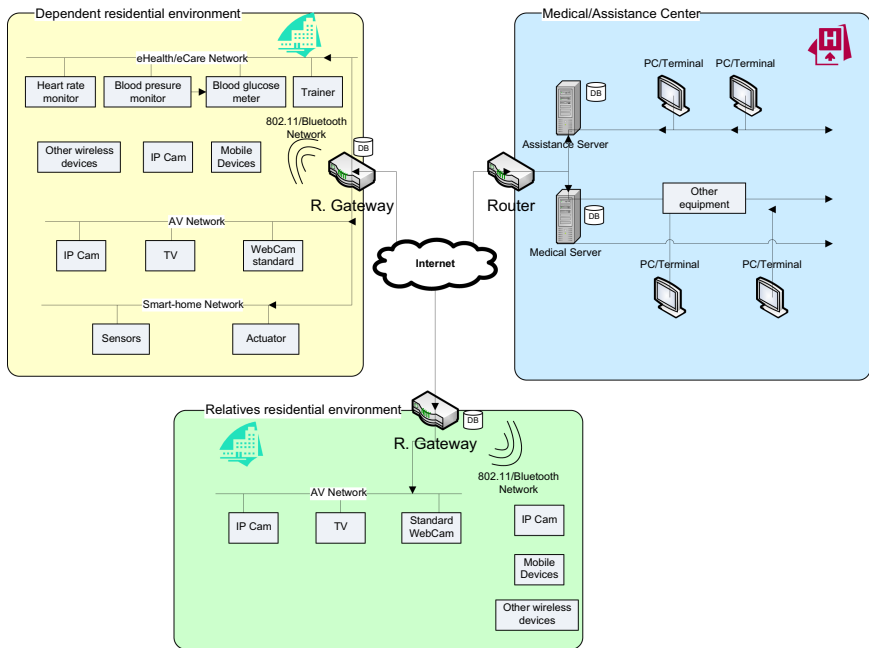 Dependent residential environment
eHealth/eCare Network
Heart rate
monitor
Blood presure
monitor
Blood glucose
meter
Trainer
802.11/Bluetooth
Network
DB
Other wireless
devices
IP Cam
Mobile
Devices
R. Gateway
AV Network
IP Cam
TV
WebCam
standard
Smart-home Network
Sensors
Actuator
Internet
Medical/Assistance Center
H
PC/Terminal
PC/Terminal
DB
Assistance Server
Router
Other
equipment
DB
Medical Server
PC/Terminal
PC/Terminal
Relatives residential environment
DB
R. Gateway
802.11/Bluetooth
Network
AV Network
IP Cam
TV
Standard
WebCam
IP Cam
Mobile
Devices
Other wireless
devices